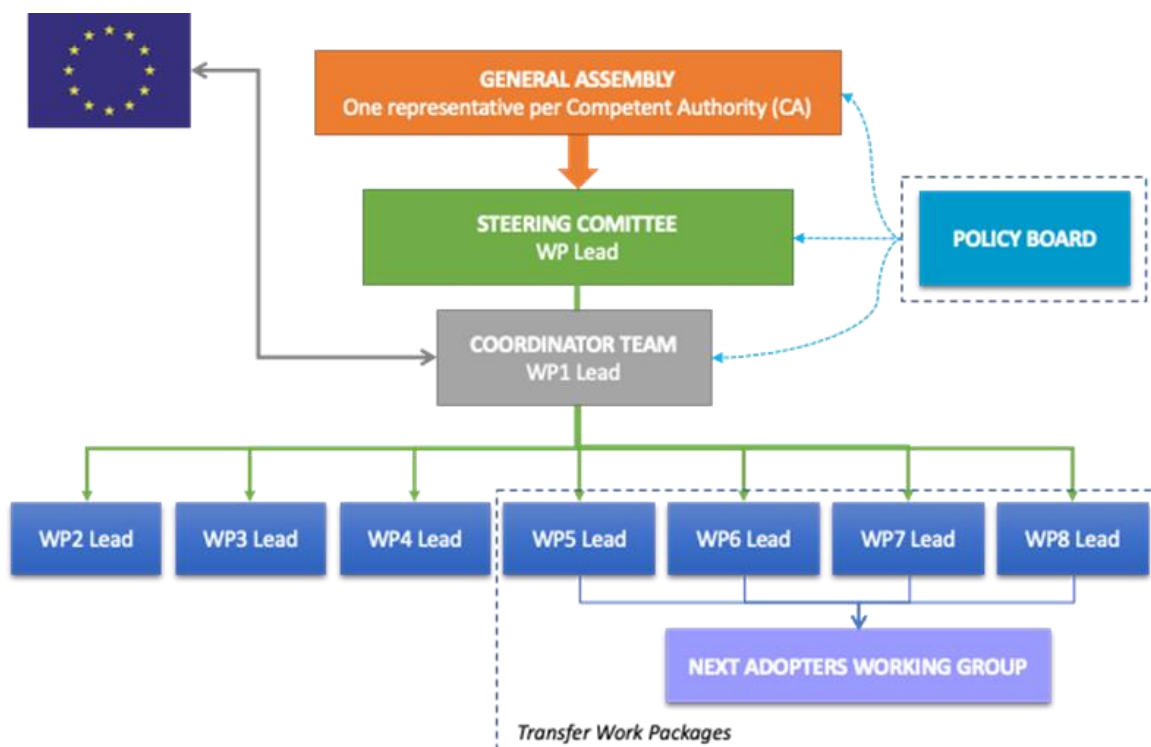 GENERAL ASSEMBLY
One representative per Competent Authority (CA)
STEERING COMITTEE
WP Lead
POLICY BOARD
COORDINATOR TEAM
WP1 Lead
WP2 Lead
WP3 Lead
WP4 Lead
WP5 Lead
WP6 Lead
WP7 Lead
WP8 Lead
NEXT ADOPTERS WORKING GROUP
Transfer Work Packages